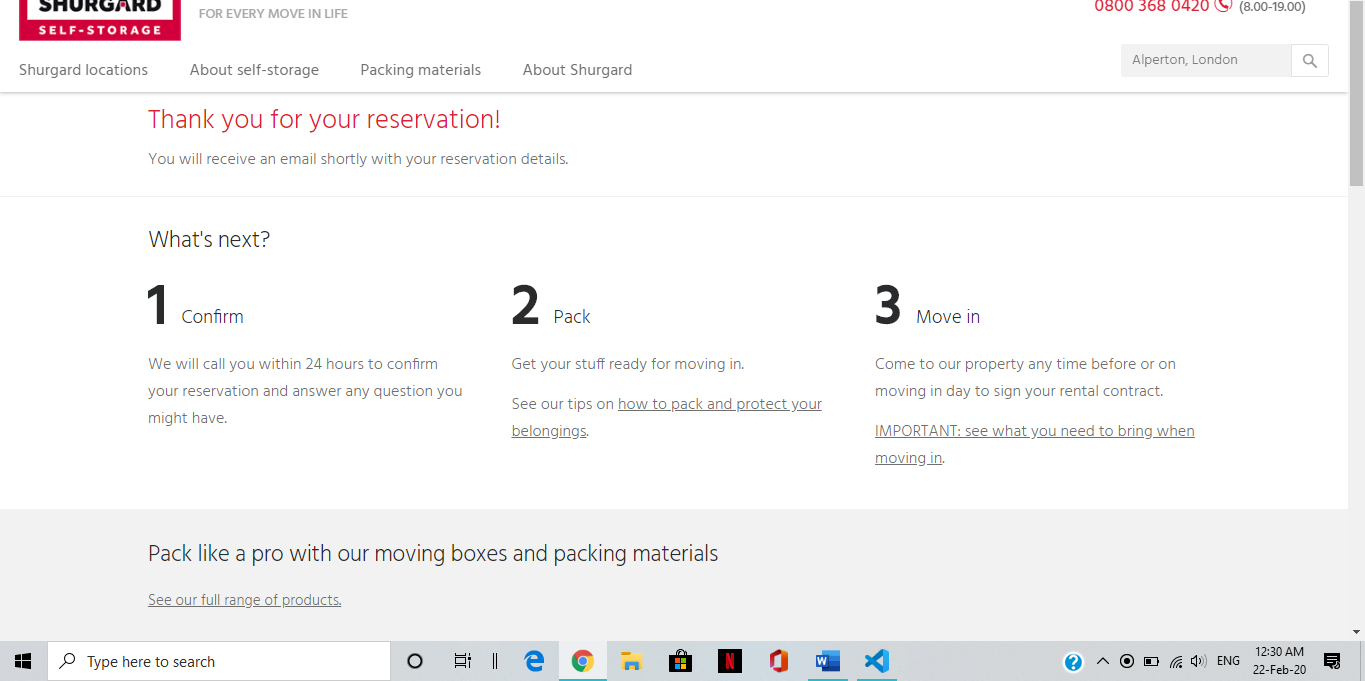 SHURGARD
SELF-STORAGE
FOR EVERY MOVE IN LIFE
0800 368 0420 (8.00-19.00)
Shurgard locations About self-storage Packing materials About Shurgard
Alperton, London
Thank you for your reservation!
You will receive an email shortly with your reservation details.
What's next?
1 Confirm
We will call you within 24 hours to confirm
your reservation and answer any question you
might have.
2 Pack
Get your stuff ready for moving in.
See our tips on how to pack and protect your
belongings.
3 Move in
Come to our property any time before or on
moving in day to sign your rental contract.
IMPORTANT: see what you need to bring when
moving in.
Pack like a pro with our moving boxes and packing materials
See our full range of products.
Type here to search
ENG
12:30 AM
22-Feb-20